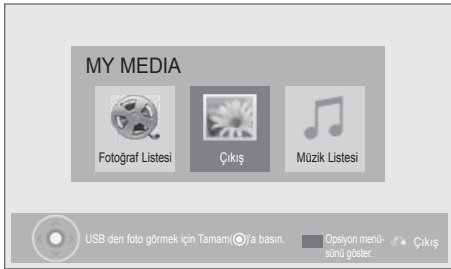 MY MEDIA
Fotoğraf Listesi
Çıkış
Müzik Listesi
USB den foto görmek için Tamam(◉)'a basın.
Opsiyon menü-
sünü göster.
Çıkış